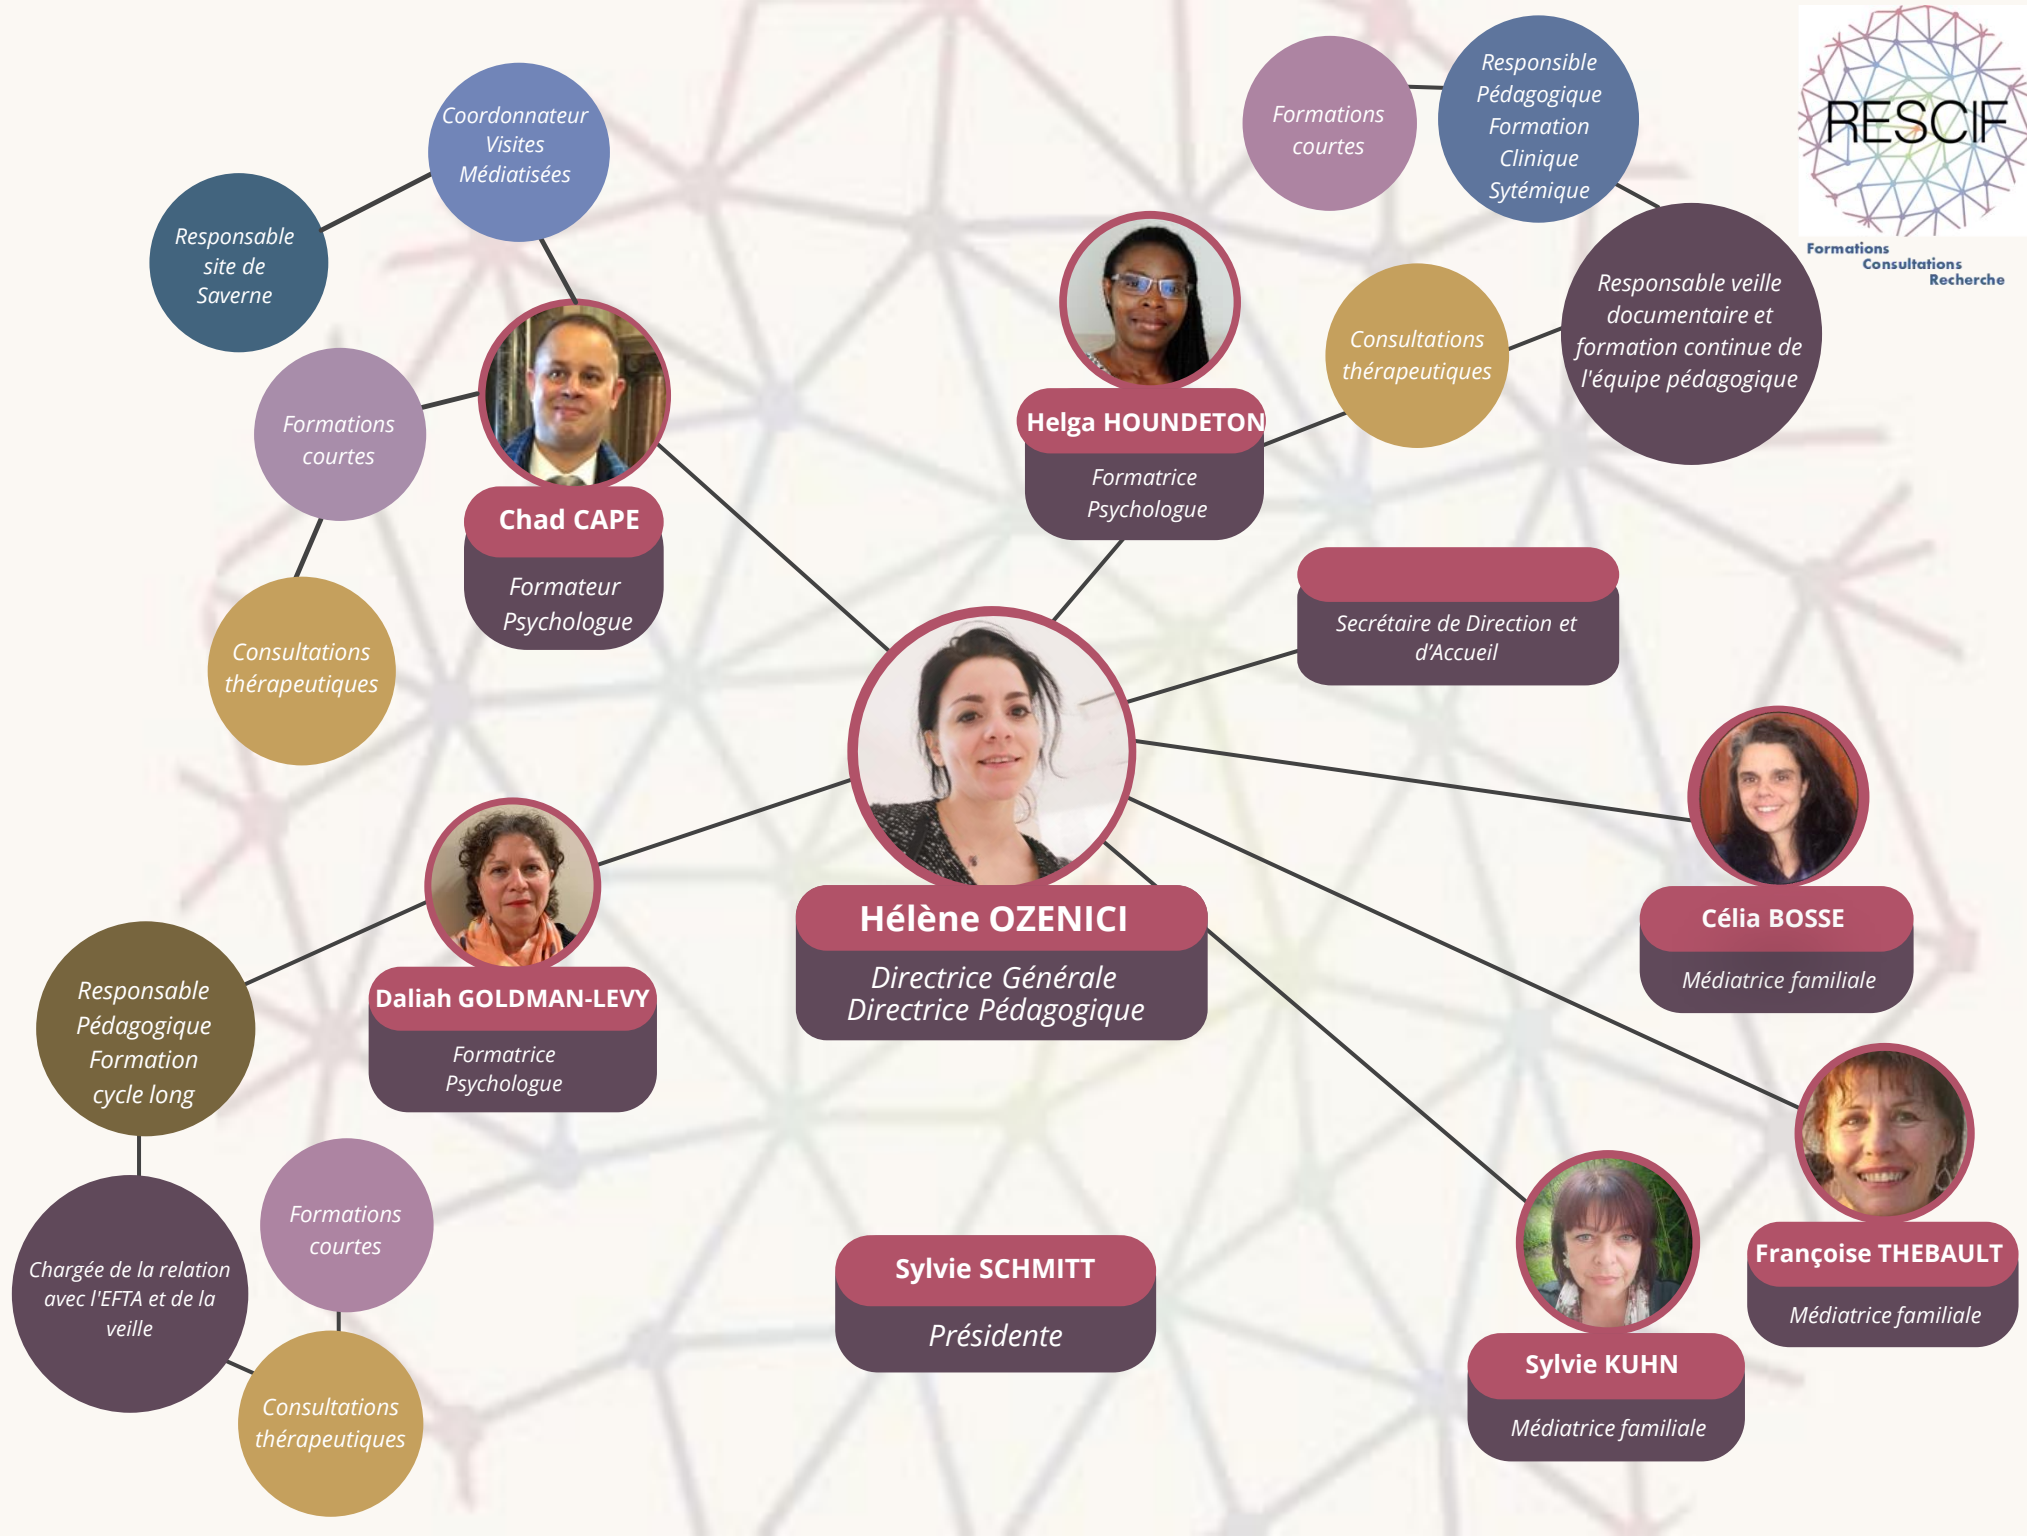 Coordonnateur
Visites
Médiatisées
Responsable
site de
Saverne
Formations
courtes
Consultations
thérapeutiques
Chad CAPE
Formateur
Psychologue
Formations
courtes
Responsible
Pédagogique
Formation
Clinique
Sytémique
Responsable veille
documentaire et
formation continue de
l'équipe pédagogique
Consultations
thérapeutiques
Helga HOUNDETON
Formatrice
Psychologue
RESCIF
Formations
Consultations
Recherche
Secrétaire de Direction et
d’Accueil
Hélène OZENICI
Directrice Générale
Directrice Pédagogique
Célia BOSSE
Médiatrice familiale
Daliah GOLDMAN-LEVY
Formatrice
Psychologue
Responsable
Pédagogique
Formation
cycle long
Chargée de la relation
avec l'EFTA et de la
veille
Formations
courtes
Consultations
thérapeutiques
Sylvie SCHMITT
Présidente
Françoise THEBAULT
Médiatrice familiale
Sylvie KUHN
Médiatrice familiale